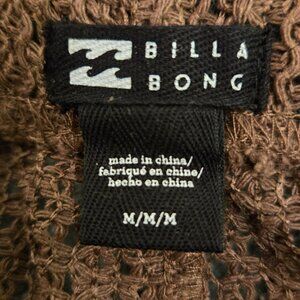 BILLA
BONG
made in china/
fabriqué en chine/
hecho en china
M/M/M